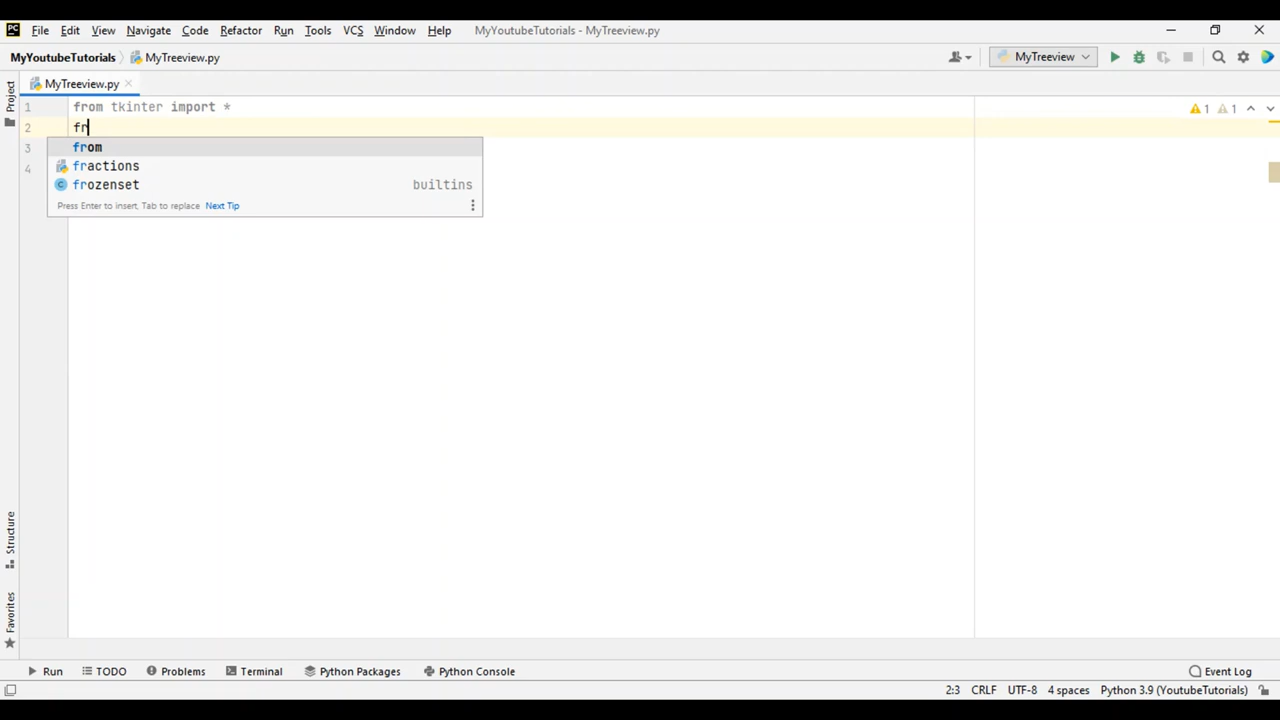 PC File Edit View Navigate Code Refactor Run Tools VCS Window Help MyYoutubeTutorials - MyTreeview.py
MyYoutubeTutorials MyTreeview.py MyTreeview
MyTreeview.py
Project
1 from tkinter import *
1 1
2 fr
3 from
4 fractions
frozenset builtins
Press Enter to insert, Tab to replace Next Tip
Structure
Favorites
Run TODO Problems Terminal Python Packages Python Console Event Log
2:3 CRLF UTF-8 4 spaces Python 3.9 (YoutubeTutorials)